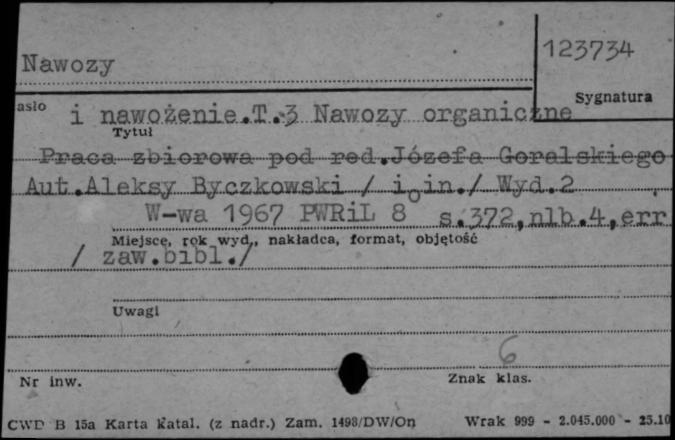 123734
Nawozy
Sygnatura
asło
i nawożenie.T.3 Nawozy organiczne
Tytuł
Praca zbiorowa pod red.Józefa Goralskiego
Aut.Aleksy Byczkowski / i in./ Wyd.2
W-wa 1967 PWRiL 8° s.372,nlb.4,err
Miejsce, rok wyd., nakładca, format, objętość
/ zaw.bibl./
Uwagi
6
Nr inw.
Znak klas.
CWD B 15a Karta katal. (z nadr.) Zam. 1498/DW/On Wrak 999 - 2.045.000 - 25.10